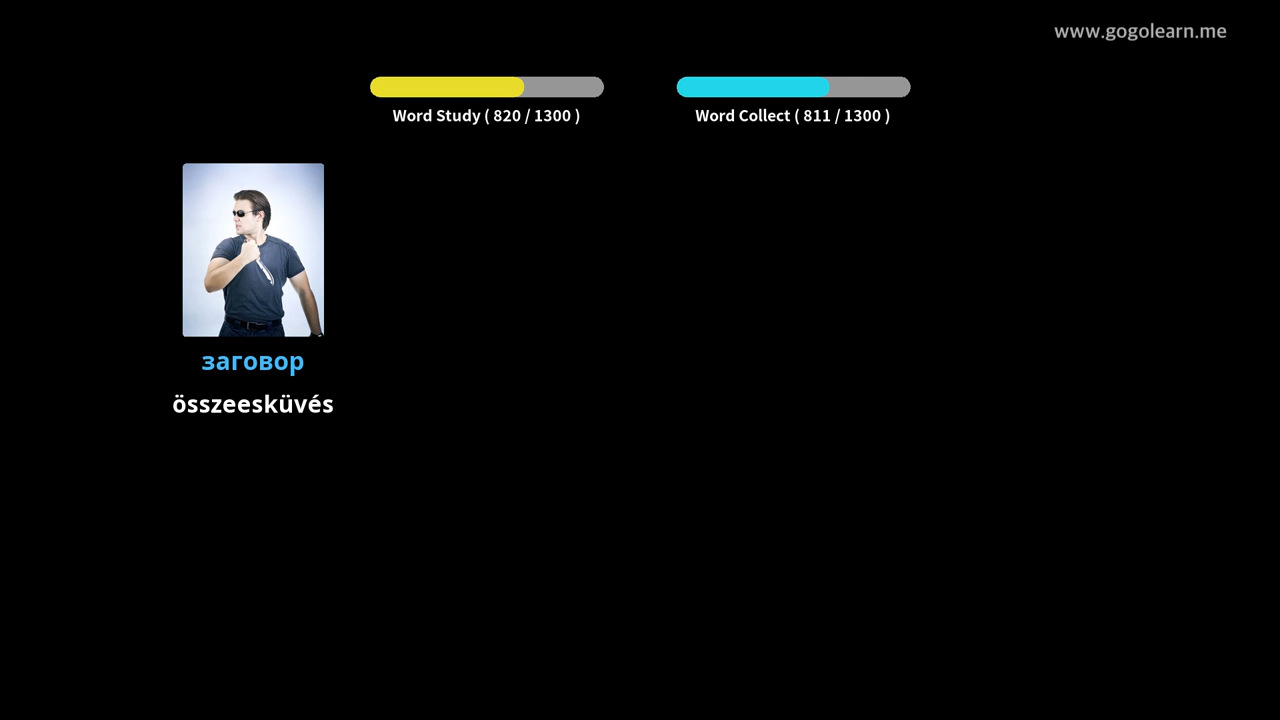 www.gogolearn.me
Word Study ( 820 / 1300 )
Word Collect ( 811 / 1300 )
заговор
összeesküvés